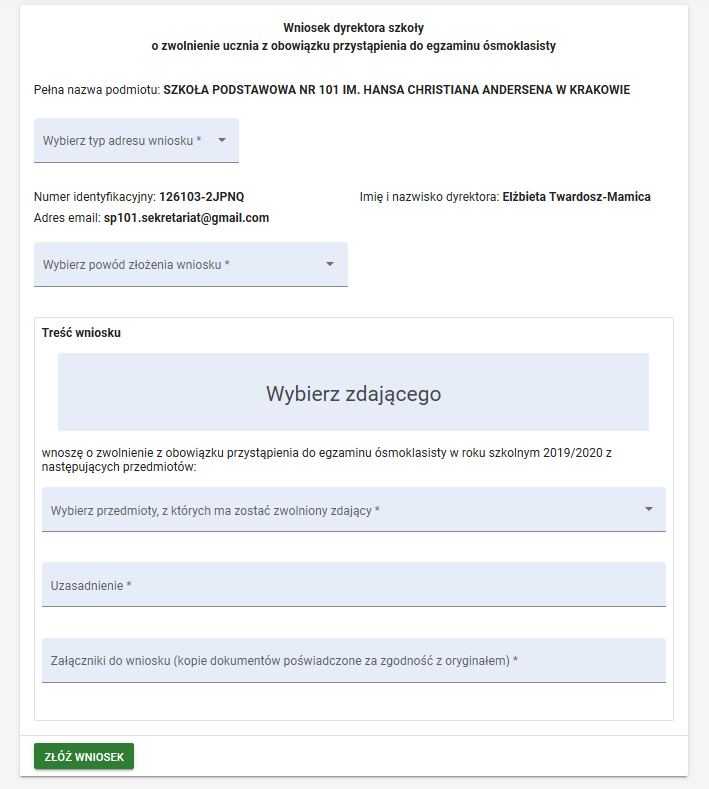 Wniosek dyrektora szkoły
o zwolnienie ucznia z obowiązku przystąpienia do egzaminu ósmoklasisty
Pełna nazwa podmiotu: SZKOŁA PODSTAWOWA NR 101 IM. HANSA CHRISTIANA ANDERSENA W KRAKOWIE
Wybierz typ adresu wniosku *
Numer identyfikacyjny: 126103-2JPNQ
Imię i nazwisko dyrektora: Elżbieta Twardosz-Mamica
Adres email: sp101.sekretariat@gmail.com
Wybierz powód złożenia wniosku *
Treść wniosku
Wybierz zdającego
wnoszę o zwolnienie z obowiązku przystąpienia do egzaminu ósmoklasisty w roku szkolnym 2019/2020 z
następujących przedmiotów:
Wybierz przedmioty, z których ma zostać zwolniony zdający *
Uzasadnienie *
Załączniki do wniosku (kopie dokumentów poświadczone za zgodność z oryginałem) *
ZŁÓŻ WNIOSEK